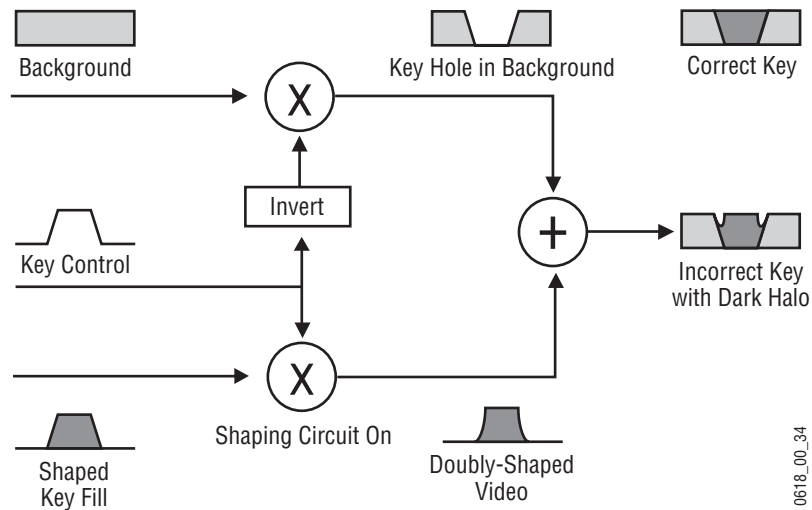 Background
Key Hole in Background
Correct Key
X
Invert
Key Control
+
Incorrect Key
with Dark Halo
X
Shaping Circuit On
Shaped
Key Fill
Doubly-Shaped
Video
0618_00_34